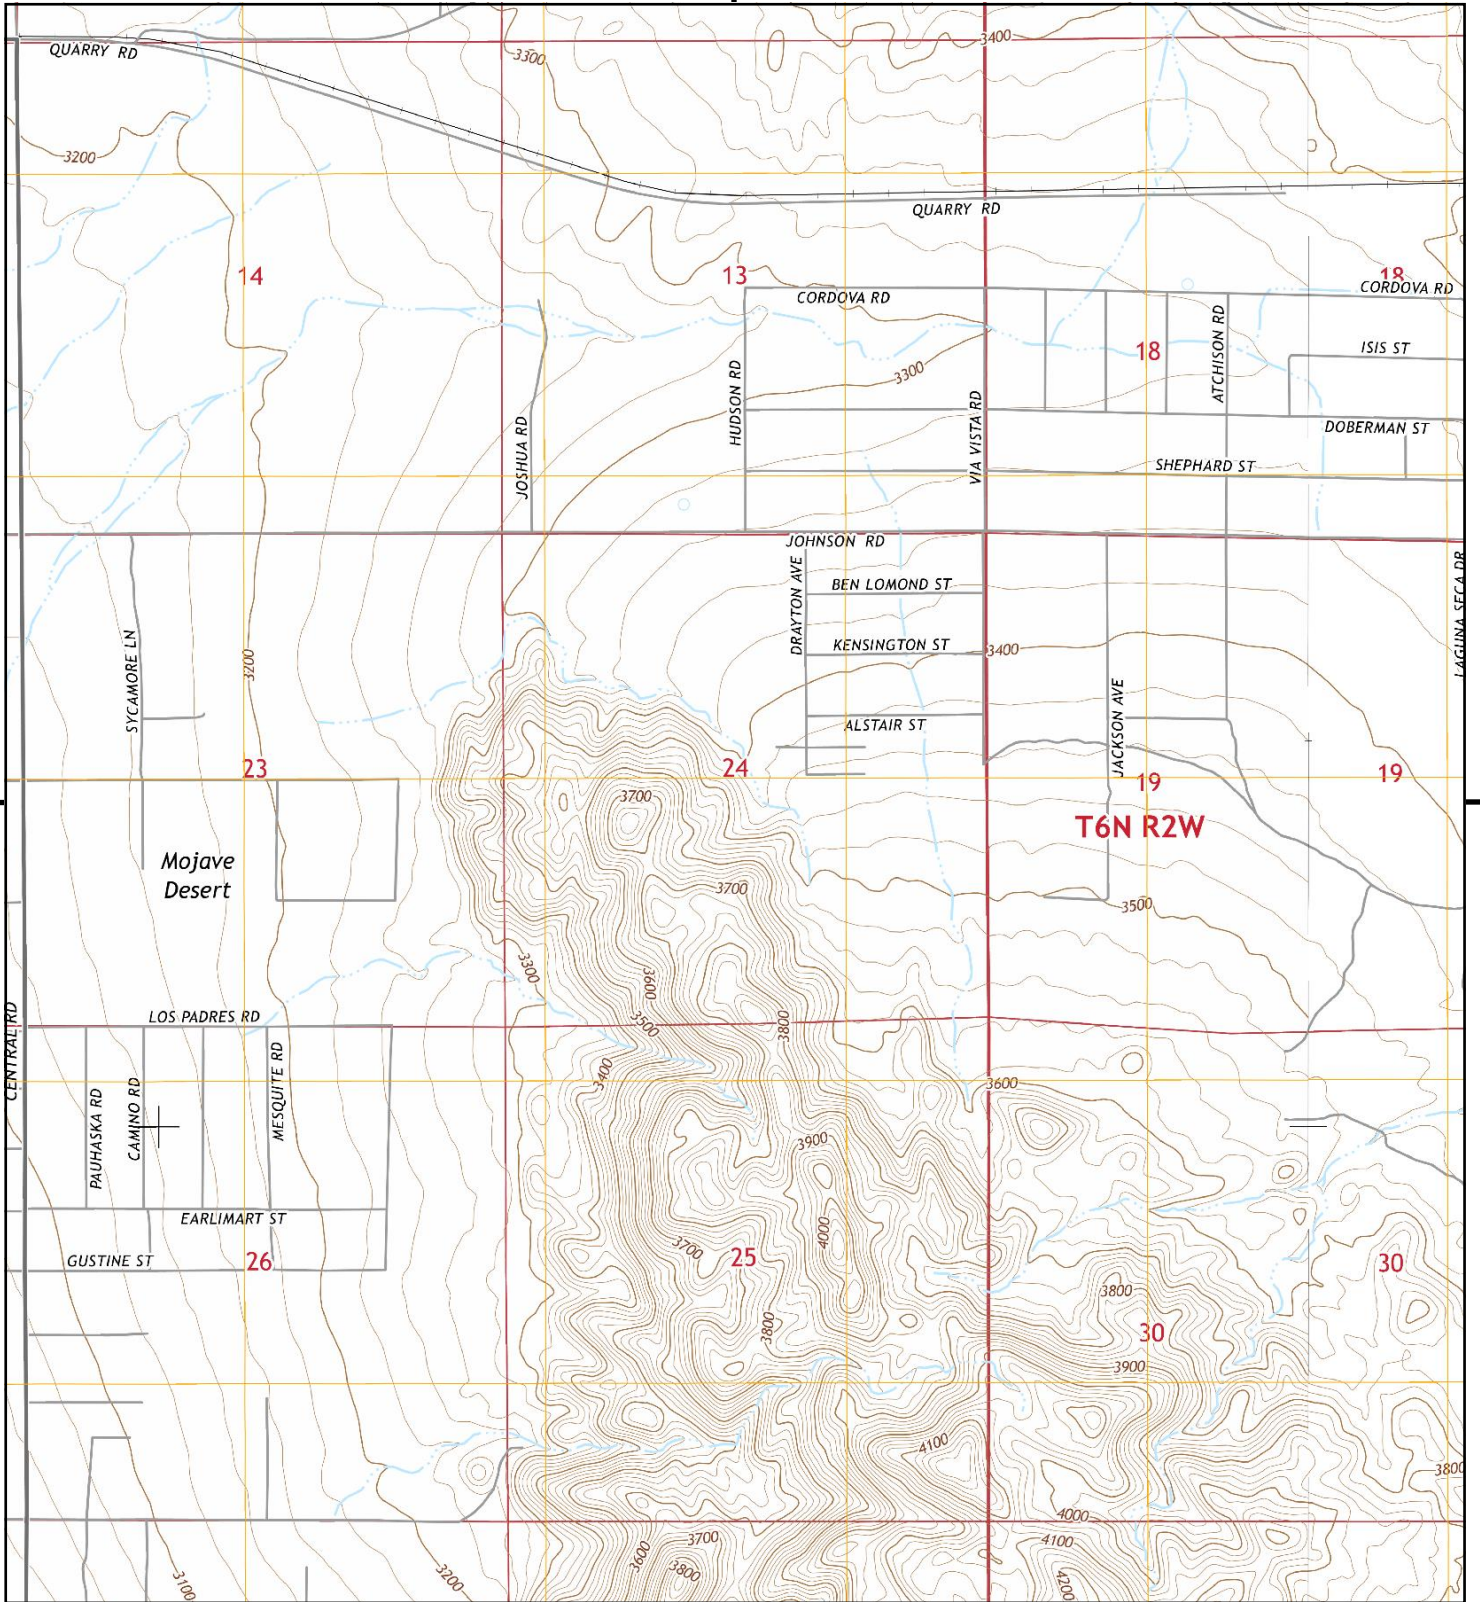 3400
QUARRY RD
3300
3200
QUARRY RD
14
13
18
CORDOVA RD
CORDOVA RD
ATCHISON RD
18
ISIS ST
HUDSON RD
3300
VIA VISTA RD
JOSHUA RD
DOBERMAN ST
SHEPHARD ST
JOHNSON RD
DRAYTON AVE
BEN LOMOND ST
LAGUNA SECA DR
SYCAMORE LN
3200
KENSINGTON ST
3400
JACKSON AVE
ALSTAIR ST
23
24
19
19
3700
T6N R2W
Mojave
Desert
3700
3500
3300
3600
CENTRAL RD
LOS PADRES RD
3500
3800
MESQUITE RD
3400
3600
PAUHASKA RD
CAMINO RD
3900
EARLIMART ST
4000
3700
25
GUSTINE ST
26
30
3800
3800
30
3900
4100
3800
4000
3700
4100
3600
3800
3100
3200
4200